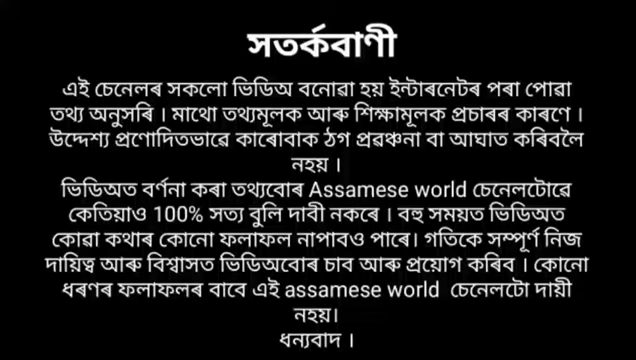 সতৰ্কবাণী
এই চেনেলৰ সকলো ভিডিঅ বনোৱা হয় ইন্টাৰনেটৰ পৰা পোৱা
তথ্য অনুসৰি । মাথো তথ্যমূলক আৰু শিক্ষামূলক প্ৰচাৰৰ কাৰণে ।
উদ্দেশ্য প্ৰণোদিতভাৱে কাৰোবাক ঠগ প্ৰৱঞ্চনা বা আঘাত কৰিবলৈ
নহয় ।
ভিডিঅত বৰ্ণনা কৰা তথ্যবোৰ Assamese world চেনেলটোৱে
কেতিয়াও 100% সত্য বুলি দাবী নকৰে । বহু সময়ত ভিডিঅত
কোৱা কথাৰ কোনো ফলাফল নাপাবও পাৰে। গতিকে সম্পূৰ্ণ নিজ
দায়িত্ব আৰু বিশ্বাসত ভিডিঅবোৰ চাব আৰু প্ৰয়োগ কৰিব । কোনো
ধৰণৰ ফলাফলৰ বাবে এই assamese world চেনেলটো দায়ী
নহয়।
ধন্যবাদ ।